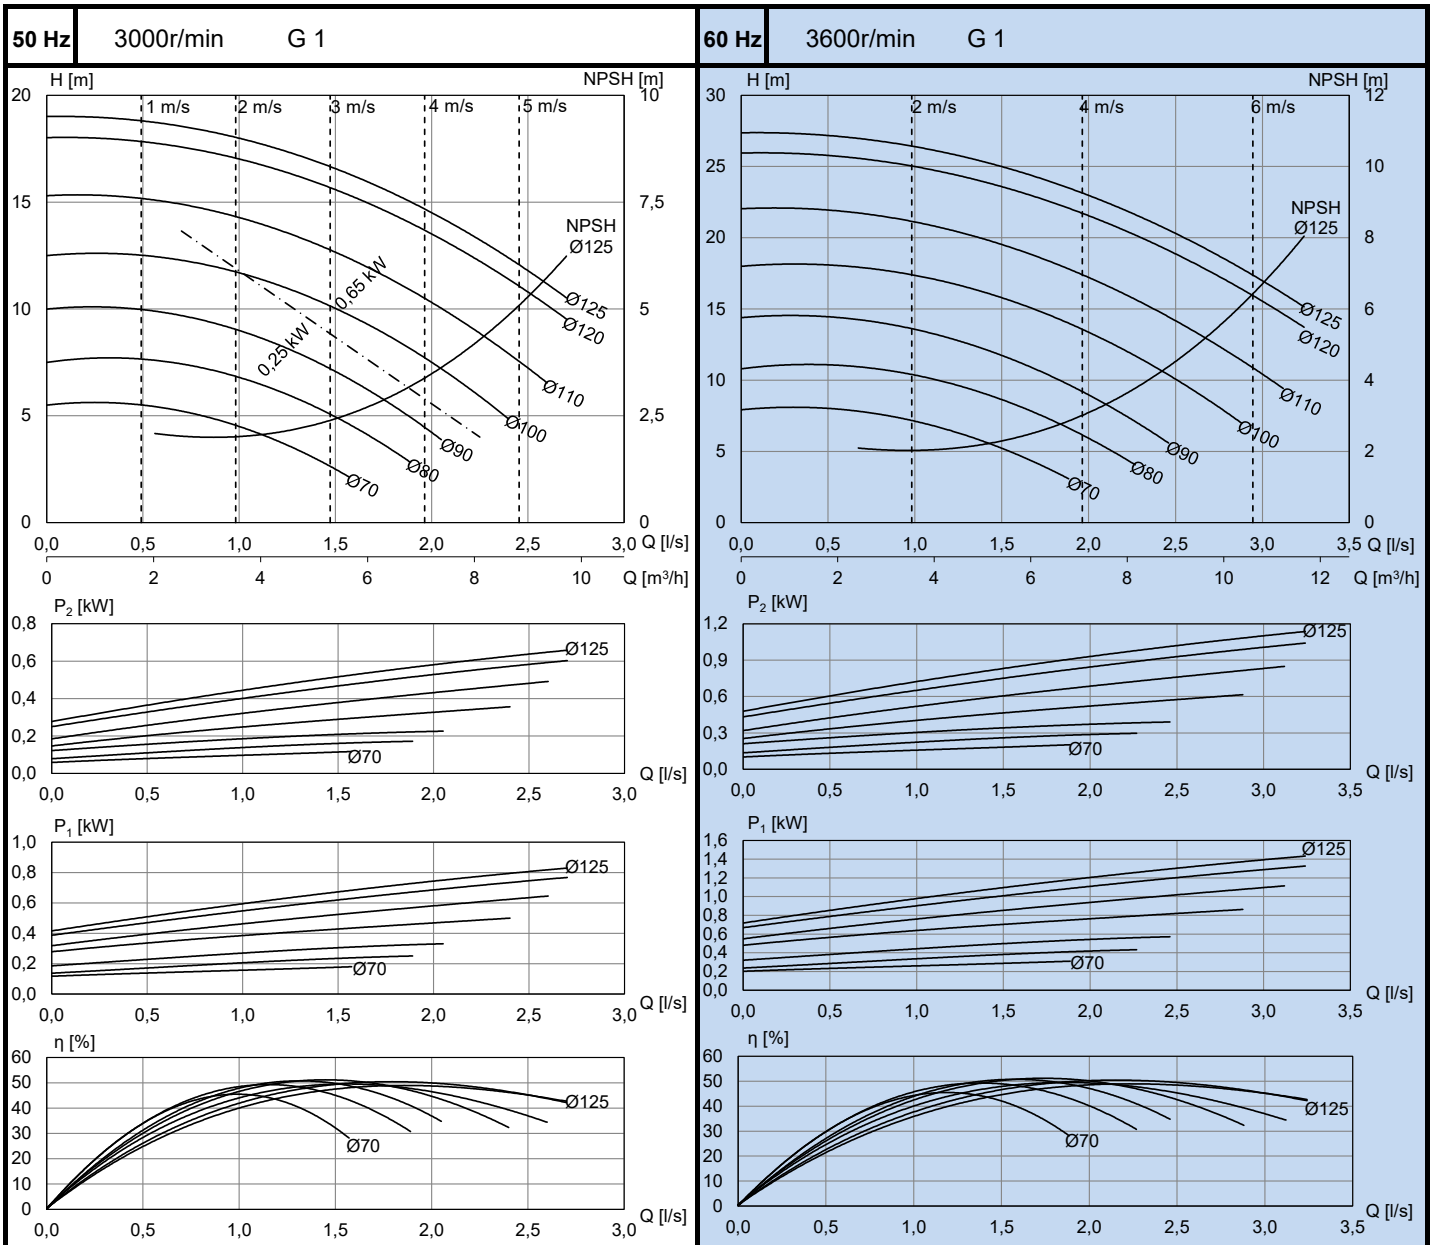 50 Hz 3000r/min G 1
H [m] NPSH [m]
20 1 m/s 2 m/s 3 m/s 4 m/s 5 m/s 10
15 7,5
NPSH
Ø125
0,65 kW
10 5
Ø125
Ø120
0,25 kW
Ø110
5 2,5
Ø100
Ø90
Ø80
Ø70
0 0
0,0 0,5 1,0 1,5 2,0 2,5 3,0 Q [l/s]
0 2 4 6 8 10 Q [m³/h]
P₂ [kW]
0,8
Ø125
0,6
0,4
0,2
Ø70
0,0 Q [l/s]
0,0 0,5 1,0 1,5 2,0 2,5 3,0
P₁ [kW]
1,0
Ø125
0,8
0,6
0,4
0,2
Ø70
0,0 Q [l/s]
0,0 0,5 1,0 1,5 2,0 2,5 3,0
η [%]
60
50
40 Ø125
30
Ø70
20
10
0 Q [l/s]
0,0 0,5 1,0 1,5 2,0 2,5 3,0
60 Hz 3600r/min G 1
H [m] NPSH [m]
30 2 m/s 4 m/s 6 m/s 12
25 10
NPSH
Ø125
20 8
15 6
Ø125
Ø120
10 4
Ø110
Ø100
5 2
Ø90
Ø80
Ø70
0 0
0,0 0,5 1,0 1,5 2,0 2,5 3,0 3,5 Q [l/s]
0 2 4 6 8 10 12 Q [m³/h]
P₂ [kW]
1,2
Ø125
0,9
0,6
0,3
Ø70
0,0 Q [l/s]
0,0 0,5 1,0 1,5 2,0 2,5 3,0 3,5
P₁ [kW]
1,6
Ø125
1,4
1,2
1,0
0,8
0,6
0,4
Ø70
0,2
0,0 Q [l/s]
0,0 0,5 1,0 1,5 2,0 2,5 3,0 3,5
η [%]
60
50
40 Ø125
30
Ø70
20
10
0 Q [l/s]
0,0 0,5 1,0 1,5 2,0 2,5 3,0 3,5